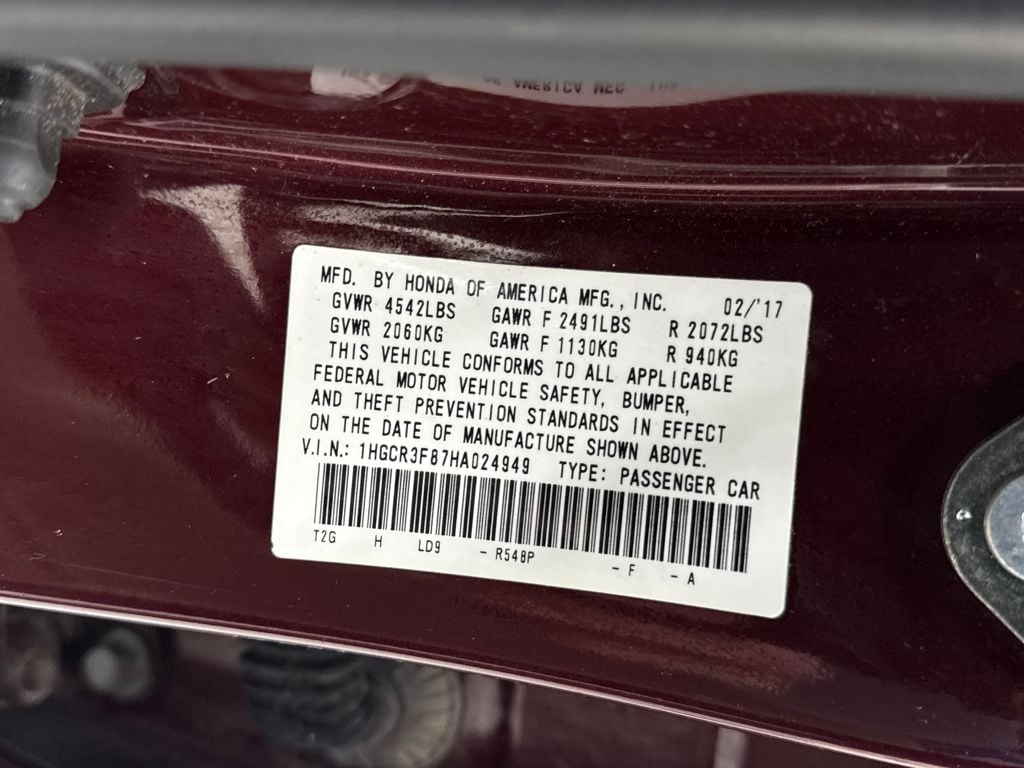 MFD. BY HONDA OF AMERICA MFG., INC. 02/'17
GVWR 4542LBS GAWR F 2491LBS R 2072LBS
GVWR 2060KG GAWR F 1130KG R 940KG
THIS VEHICLE CONFORMS TO ALL APPLICABLE
FEDERAL MOTOR VEHICLE SAFETY, BUMPER,
AND THEFT PREVENTION STANDARDS IN EFFECT
ON THE DATE OF MANUFACTURE SHOWN ABOVE.
V.I.N.: 1HGCR3F87HA024949 TYPE: PASSENGER CAR
T2G H LD9 - R548P - F - A